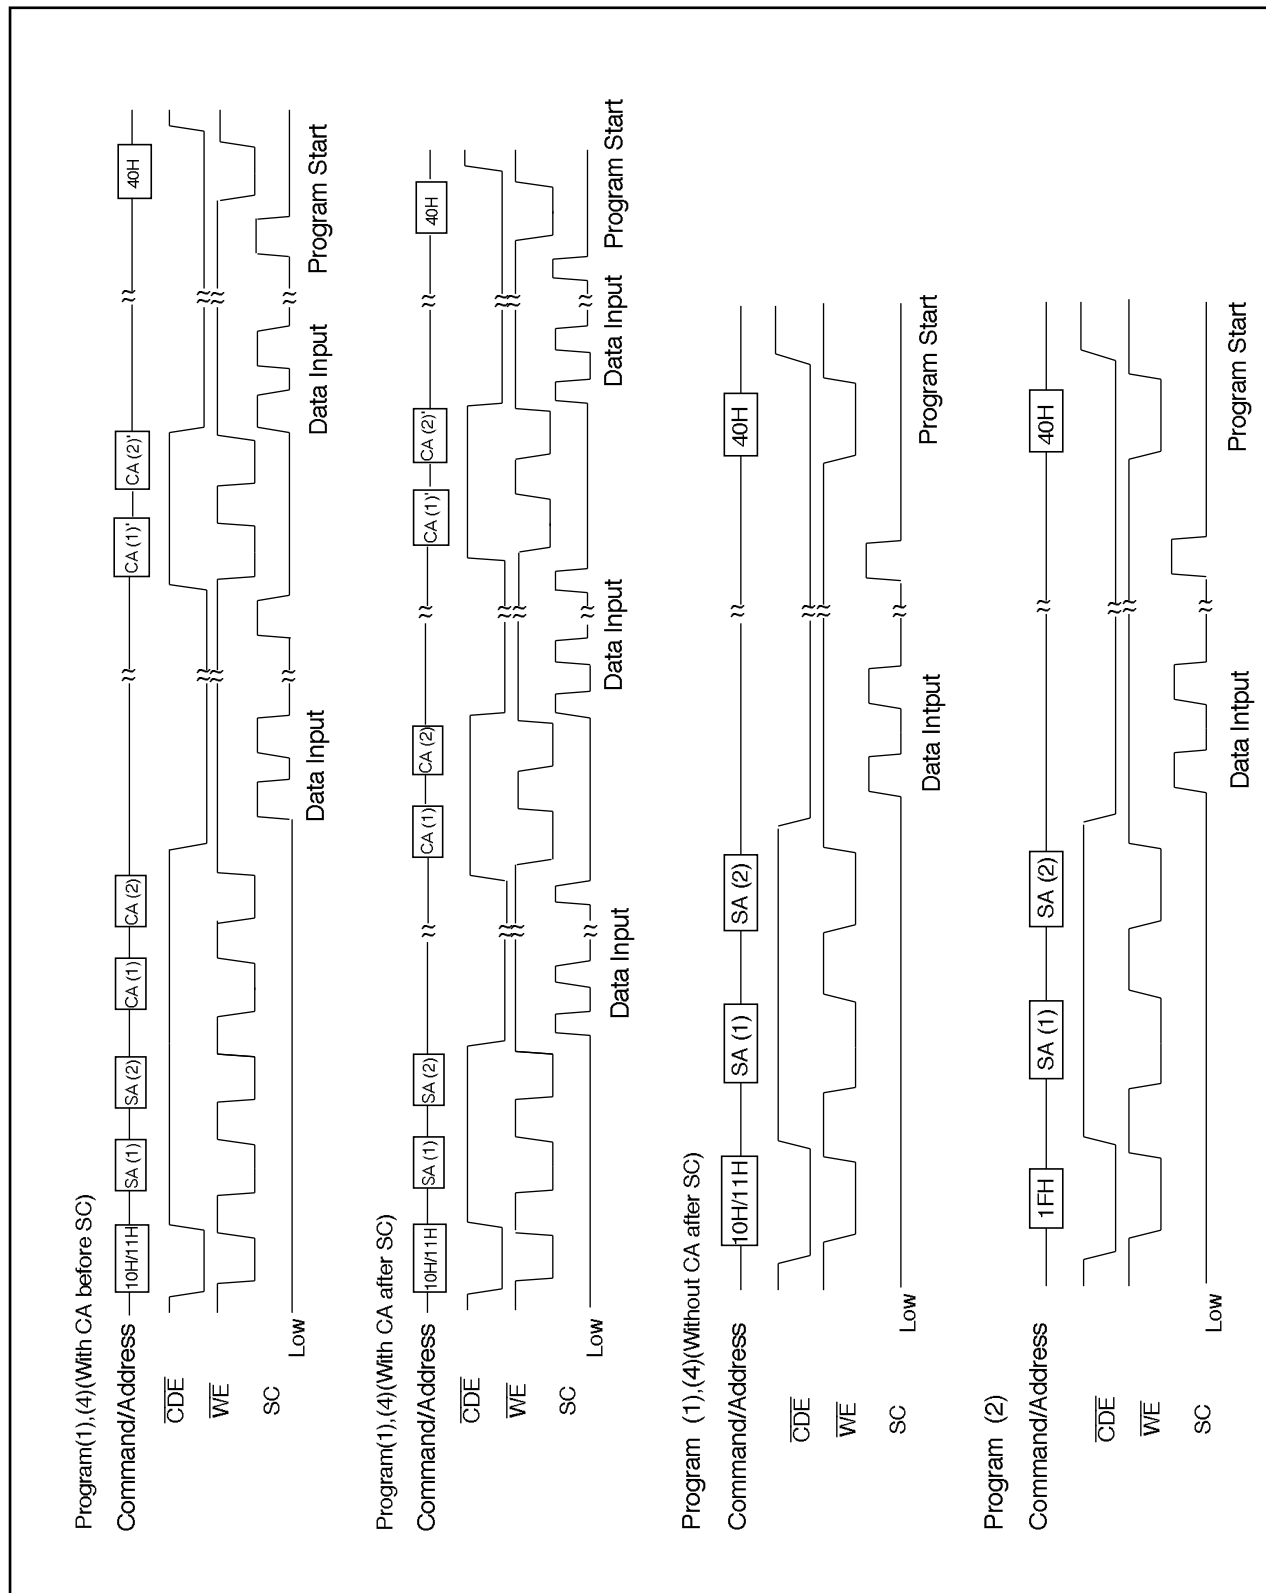 Program(1),(4)(With CA before SC)
Command/Address 10H/11H SA (1) SA (2) CA (1) CA (2) CA (1)' CA (2)' 40H
CDE
WE
SC
Low Data Input Data Input Program Start
Program(1),(4)(With CA after SC)
Command/Address 10H/11H SA (1) SA (2) CA (1) CA (2) CA (1)' CA (2)' 40H
CDE
WE
SC
Low Data Input Data Input Data Input Program Start
Program (1),(4)(Without CA after SC)
Command/Address 10H/11H SA (1) SA (2) 40H
CDE
WE
SC
Low Data Intput Program Start
Program (2)
Command/Address 1FH SA (1) SA (2) 40H
CDE
WE
SC
Low Data Intput Program Start